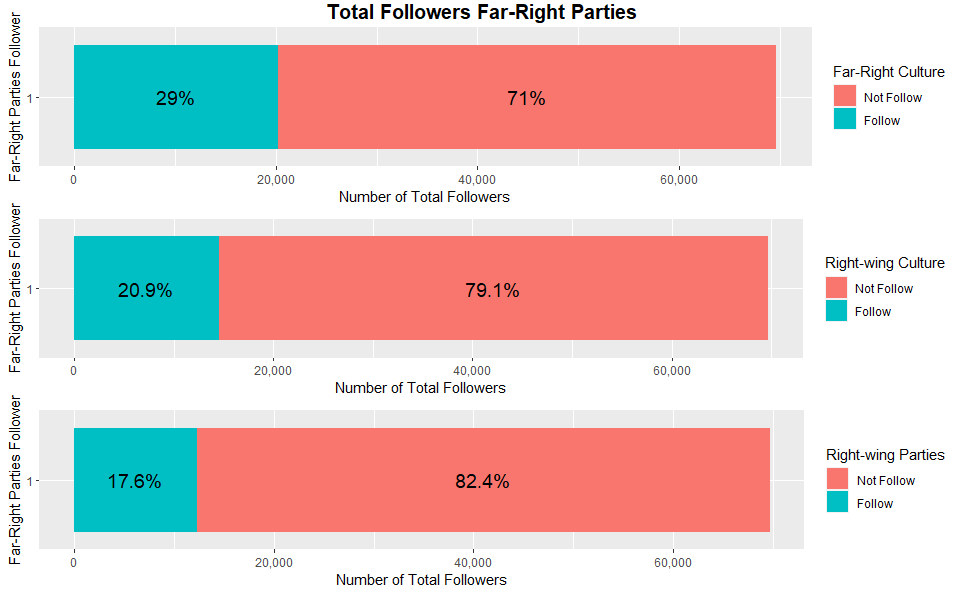 Total Followers Far-Right Parties
Far-Right Parties Follower
1
29%
71%
0
20,000
40,000
60,000
Number of Total Followers
Far-Right Culture
Not Follow
Follow
Far-Right Parties Follower
1
20.9%
79.1%
0
20,000
40,000
60,000
Number of Total Followers
Right-wing Culture
Not Follow
Follow
Far-Right Parties Follower
1
17.6%
82.4%
0
20,000
40,000
60,000
Number of Total Followers
Right-wing Parties
Not Follow
Follow